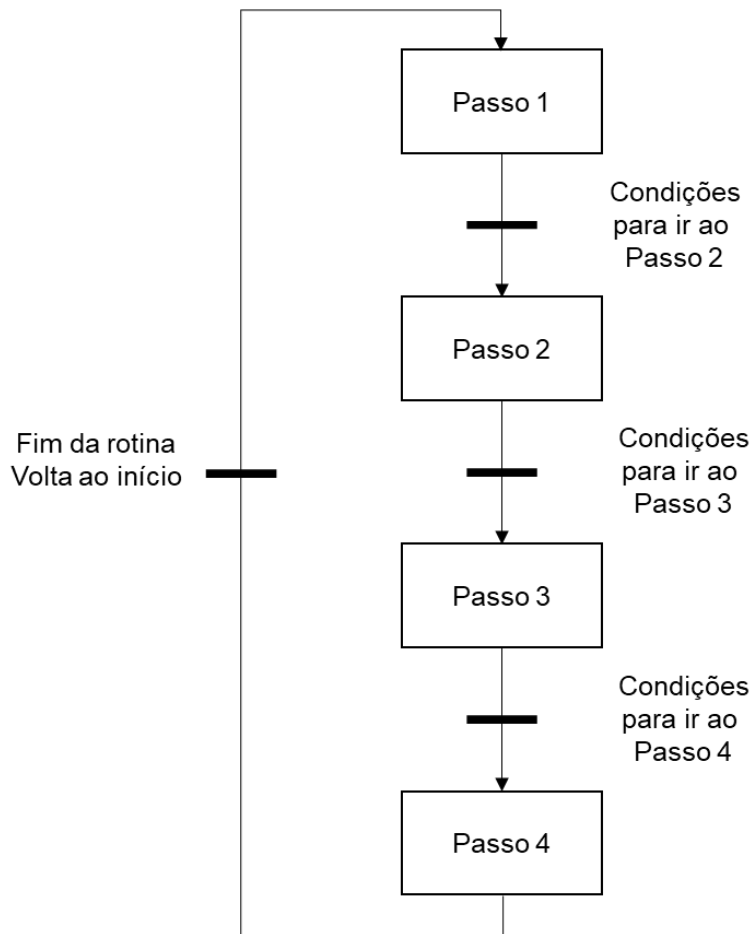 Passo 1
Condições
para ir ao
Passo 2
Passo 2
Fim da rotina
Volta ao início
Condições
para ir ao
Passo 3
Passo 3
Condições
para ir ao
Passo 4
Passo 4